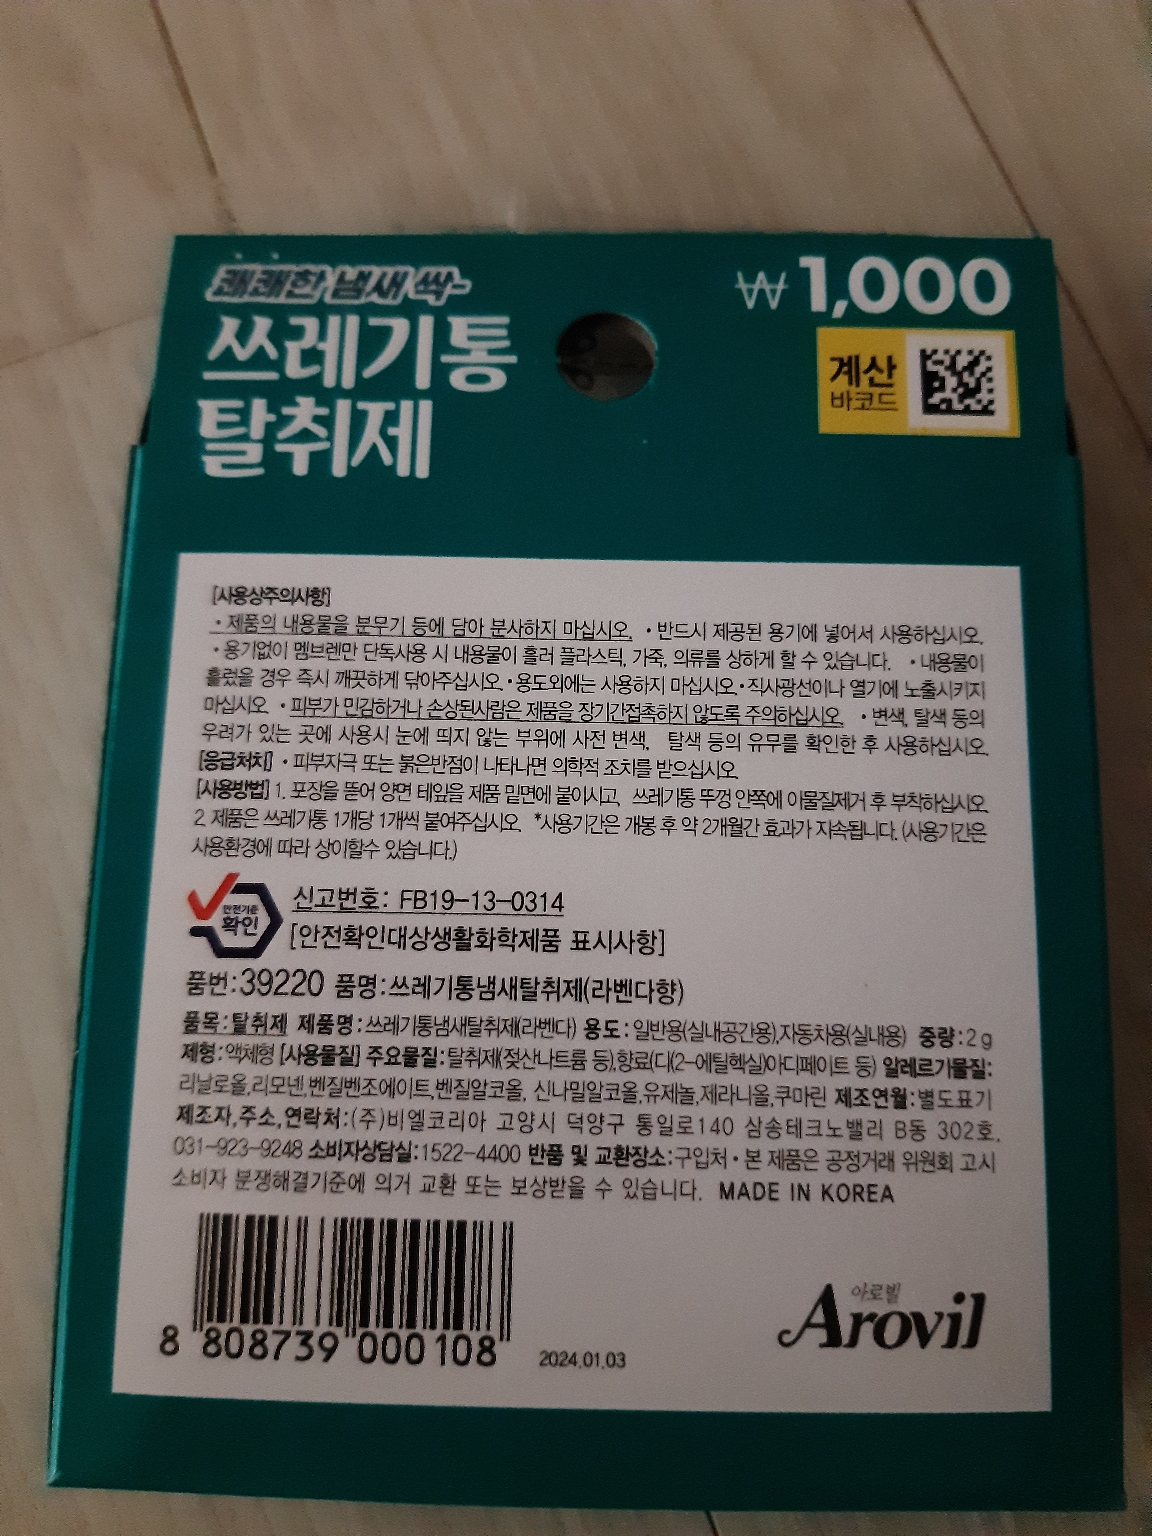 쾌쾌한 냄새 싹-
쓰레기통
탈취제
₩1,000
계산
바코드
[사용상주의사항]
・제품의 내용물을 분무기 등에 담아 분사하지 마십시오. ・반드시 제공된 용기에 넣어서 사용하십시오.
・용기없이 멤브렌만 단독사용 시 내용물이 흘러 플라스틱, 가죽, 의류를 상하게 할 수 있습니다. ・내용물이
흘렀을 경우 즉시 깨끗하게 닦아주십시오.・용도외에는 사용하지 마십시오.・직사광선이나 열기에 노출시키지
마십시오. ・피부가 민감하거나 손상된사람은 제품을 장기간접촉하지 않도록 주의하십시오. ・변색, 탈색 등의
우려가 있는 곳에 사용시 눈에 띄지 않는 부위에 사전 변색, 탈색 등의 유무를 확인한 후 사용하십시오.
[응급처치] ・피부자극 또는 붉은반점이 나타나면 의학적 조치를 받으십시오.
[사용방법] 1. 포장을 뜯어 양면 테잎을 제품 밑면에 붙이시고, 쓰레기통 뚜껑 안쪽에 이물질제거 후 부착하십시오.
2. 제품은 쓰레기통 1개당 1개씩 붙여주십시오. *사용기간은 개봉 후 약 2개월간 효과가 지속됩니다. (사용기간은
사용환경에 따라 상이할수 있습니다.)
안전기준
확인
신고번호: FB19-13-0314
[안전확인대상생활화학제품 표시사항]
품번:39220 품명:쓰레기통냄새탈취제(라벤다향)
품목:탈취제 제품명:쓰레기통냄새탈취제(라벤다) 용도:일반용(실내공간용),자동차용(실내용) 중량:2g
제형:액체형 [사용물질] 주요물질:탈취제(젖산나트륨 등),향료(디(2-에틸헥실)아디페이트 등) 알레르기물질:
리날로올,리모넨,벤질벤조에이트,벤질알코올, 신나밀알코올,유제놀,제라니올,쿠마린 제조연월:별도표기
제조자,주소,연락처:(주)비엘코리아 고양시 덕양구 통일로140 삼송테크노밸리 B동 302호,
031-923-9248 소비자상담실:1522-4400 반품 및 교환장소:구입처・본 제품은 공정거래 위원회 고시
소비자 분쟁해결기준에 의거 교환 또는 보상받을 수 있습니다. MADE IN KOREA
8 808739 000108
2024.01.03
아로빌
Arovil